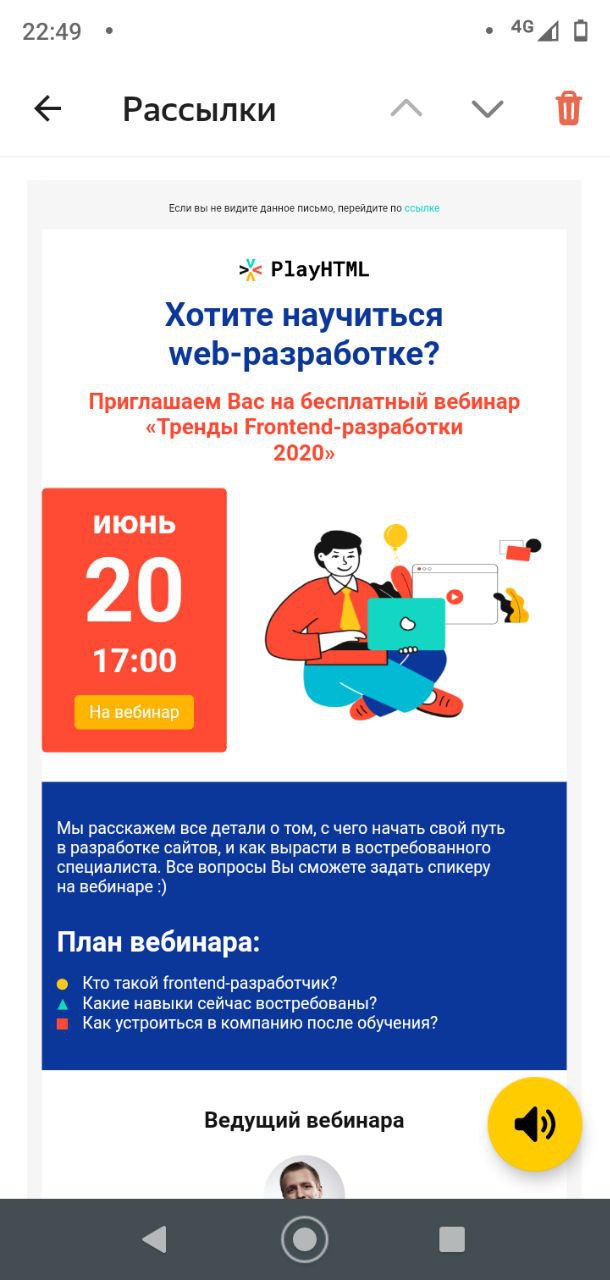 22:49
4G
Рассылки
Если вы не видите данное письмо, перейдите по ссылке
PlayHTML
Хотите научиться
web-разработке?
Приглашаем Вас на бесплатный вебинар
«Тренды Frontend-разработки
2020»
июнь
20
17:00
На вебинар
Мы расскажем все детали о том, с чего начать свой путь
в разработке сайтов, и как вырасти в востребованного
специалиста. Все вопросы Вы сможете задать спикеру
на вебинаре :)
План вебинара:
Кто такой frontend-разработчик?
Какие навыки сейчас востребованы?
Как устроиться в компанию после обучения?
Ведущий вебинара